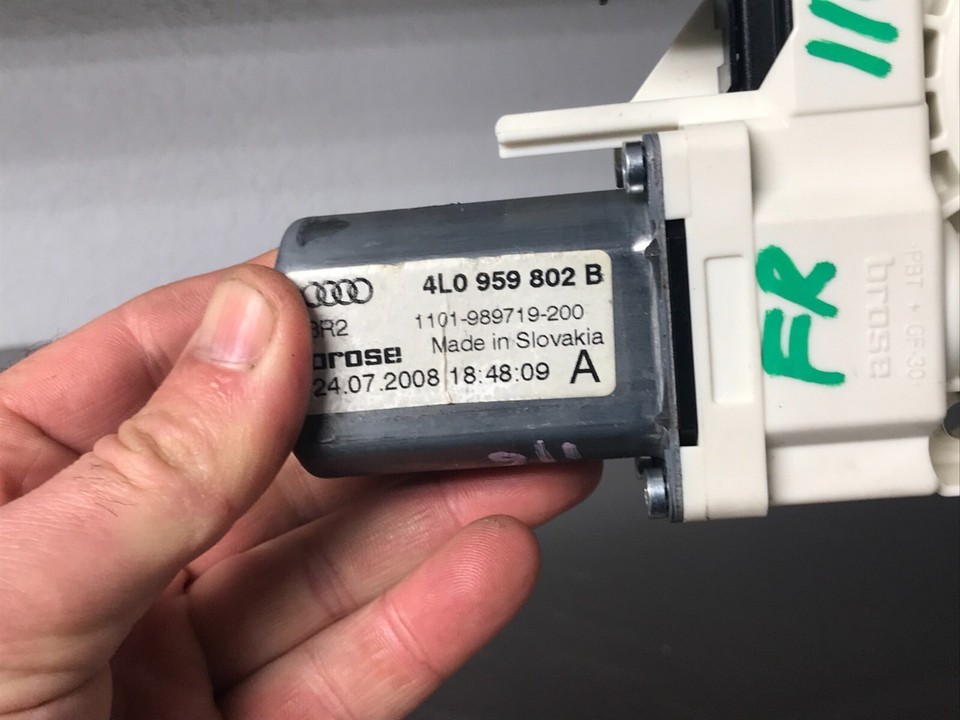 4L0 959 802 B
BR2 1101-989719-200
brose Made in Slovakia
24.07.2008 18:48:09 A
FR
brose
PBT + GF30